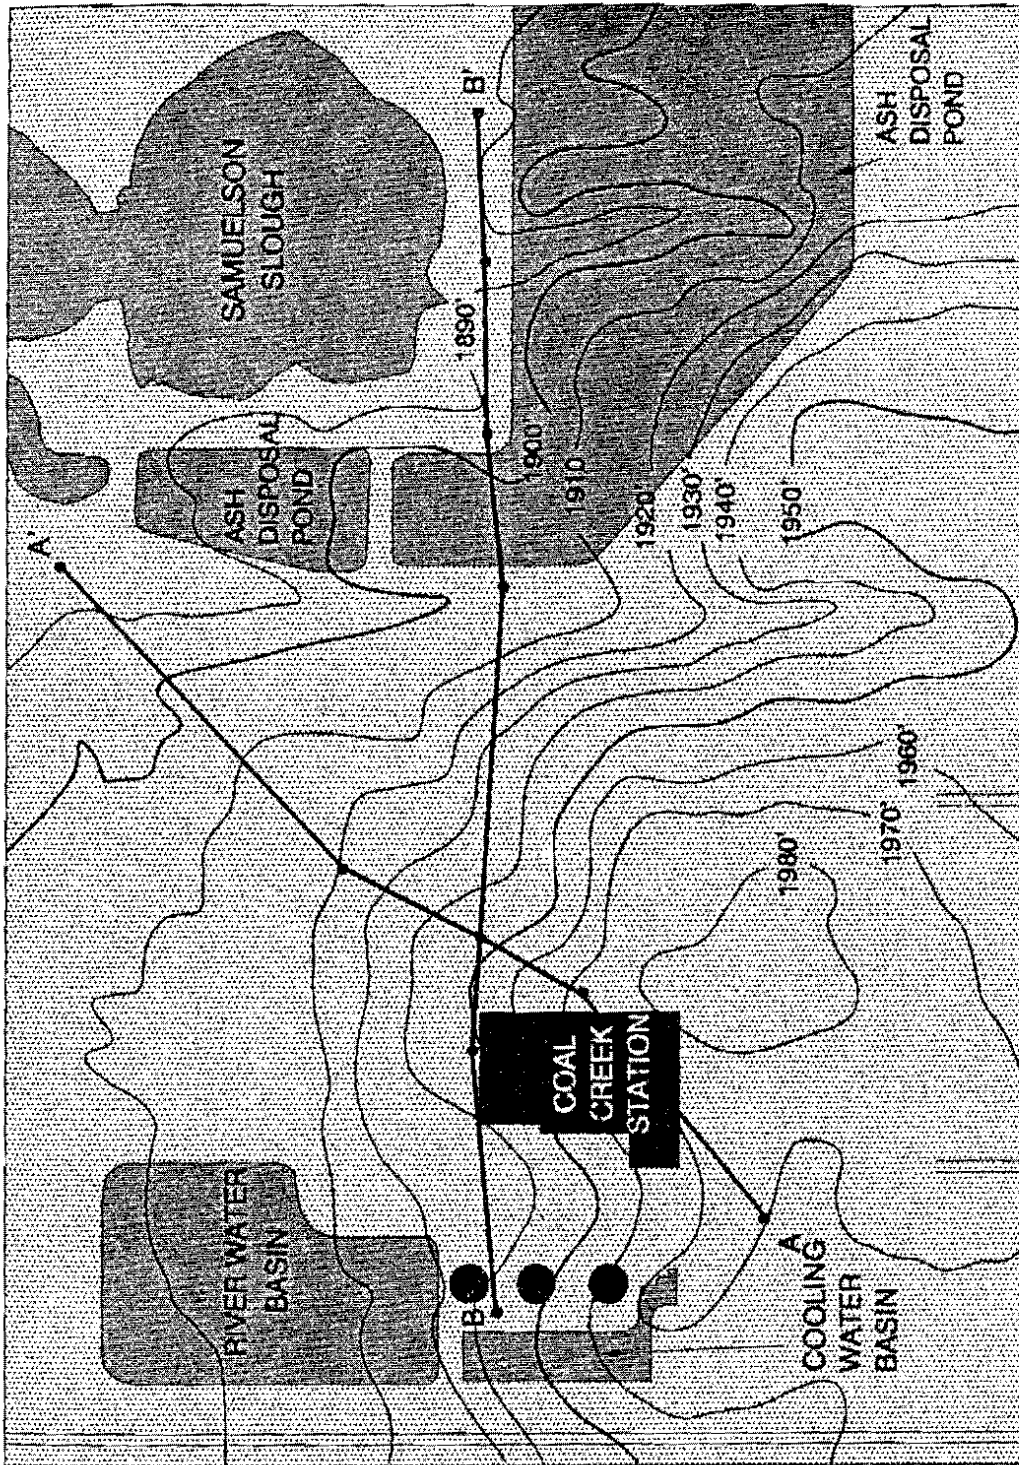 SAMUELSON
SLOUGH
B'
A'
ASH
DISPOSAL
POND
ASH
DISPOSAL
POND
1890'
1900'
1910
1920'
1930'
1940'
1950'
1960'
1970'
1980'
RIVER WATER
BASIN
COAL
CREEK
STATION
B
A
COOLING
WATER
BASIN